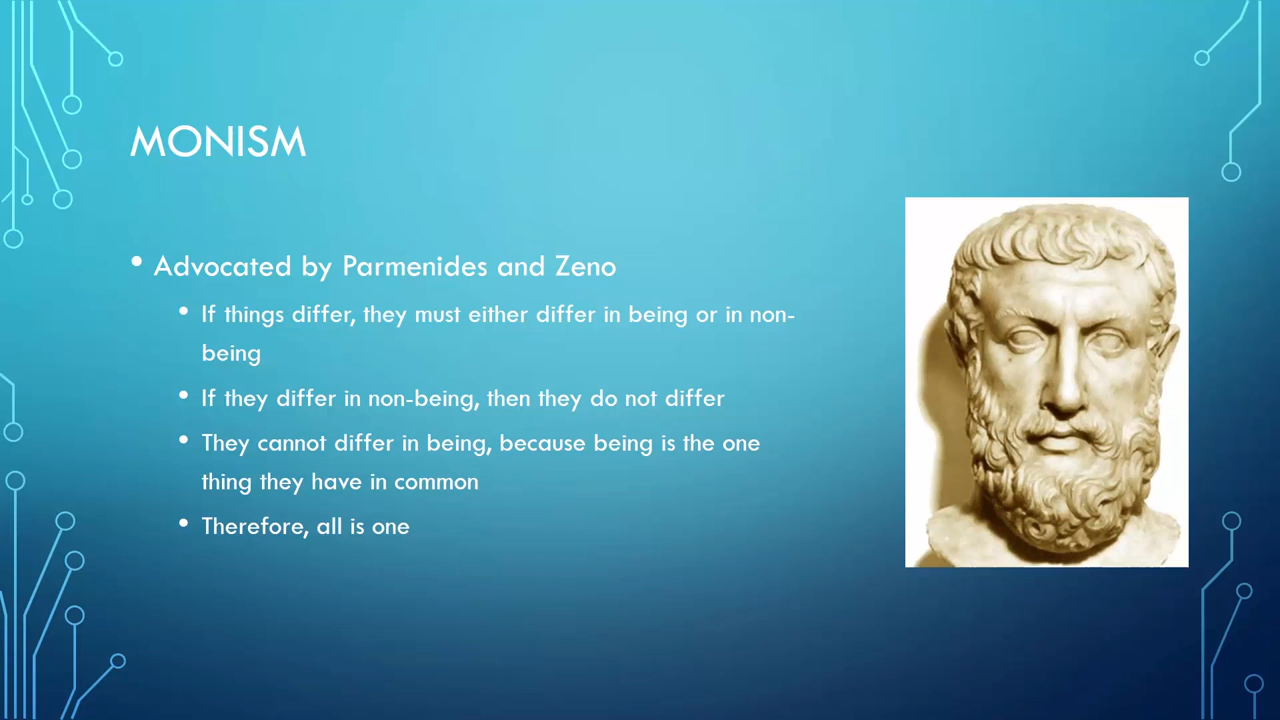 MONISM
• Advocated by Parmenides and Zeno
• If things differ, they must either differ in being or in non-
being
• If they differ in non-being, then they do not differ
• They cannot differ in being, because being is the one
thing they have in common
• Therefore, all is one